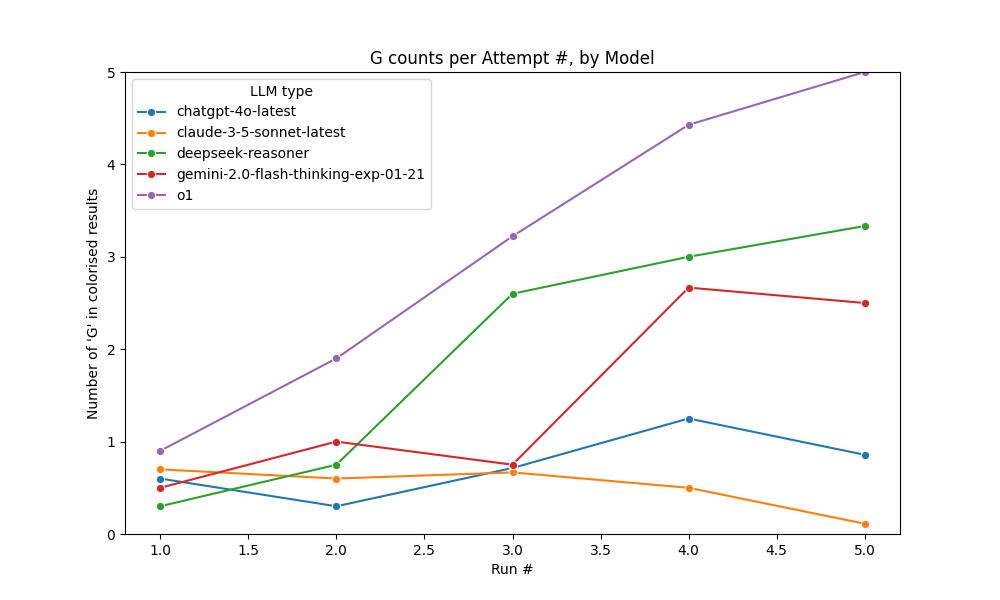 G counts per Attempt #, by Model
LLM type
chatgpt-4o-latest
claude-3-5-sonnet-latest
deepseek-reasoner
gemini-2.0-flash-thinking-exp-01-21
o1
Number of 'G' in colorised results
5
4
3
2
1
0
1.0 1.5 2.0 2.5 3.0 3.5 4.0 4.5 5.0
Run #